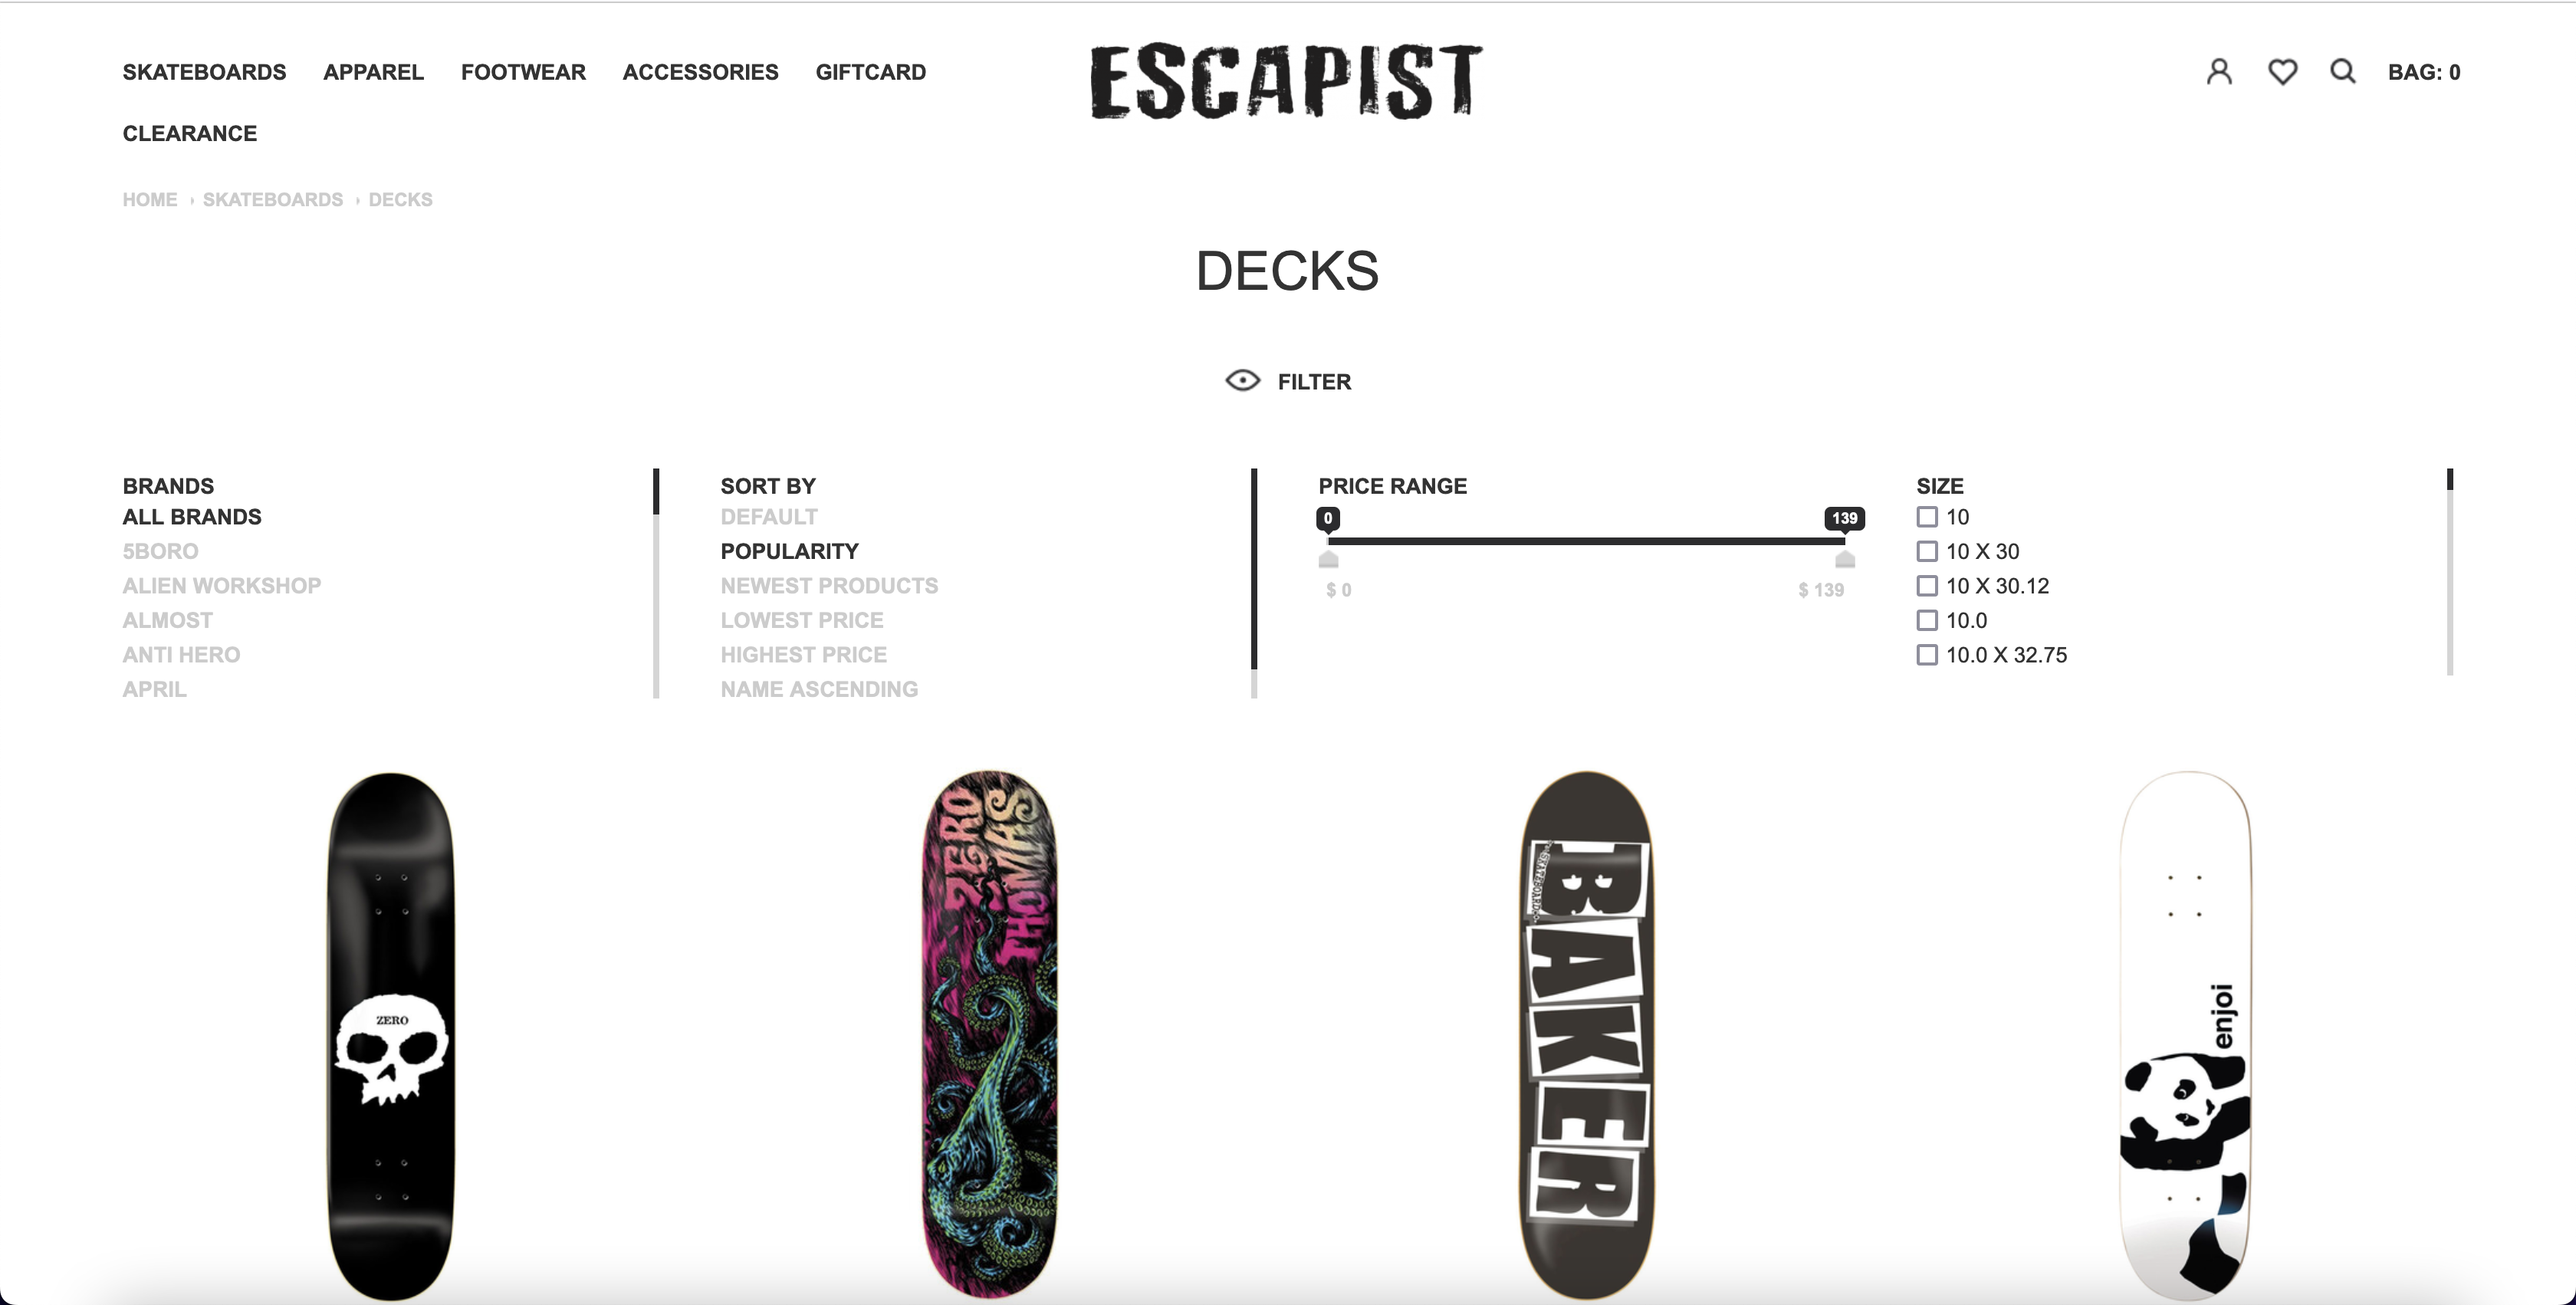 SKATEBOARDS APPAREL FOOTWEAR ACCESSORIES GIFTCARD
CLEARANCE
ESCAPIST
BAG: 0
HOME › SKATEBOARDS › DECKS
DECKS
FILTER
BRANDS
ALL BRANDS
5BORO
ALIEN WORKSHOP
ALMOST
ANTI HERO
APRIL
SORT BY
DEFAULT
POPULARITY
NEWEST PRODUCTS
LOWEST PRICE
HIGHEST PRICE
NAME ASCENDING
PRICE RANGE
0 139
$ 0 $ 139
SIZE
10
10 X 30
10 X 30.12
10.0
10.0 X 32.75
ZERO
ZERO
THOMAS
BAKER
SKATEBOARDS
enjoi